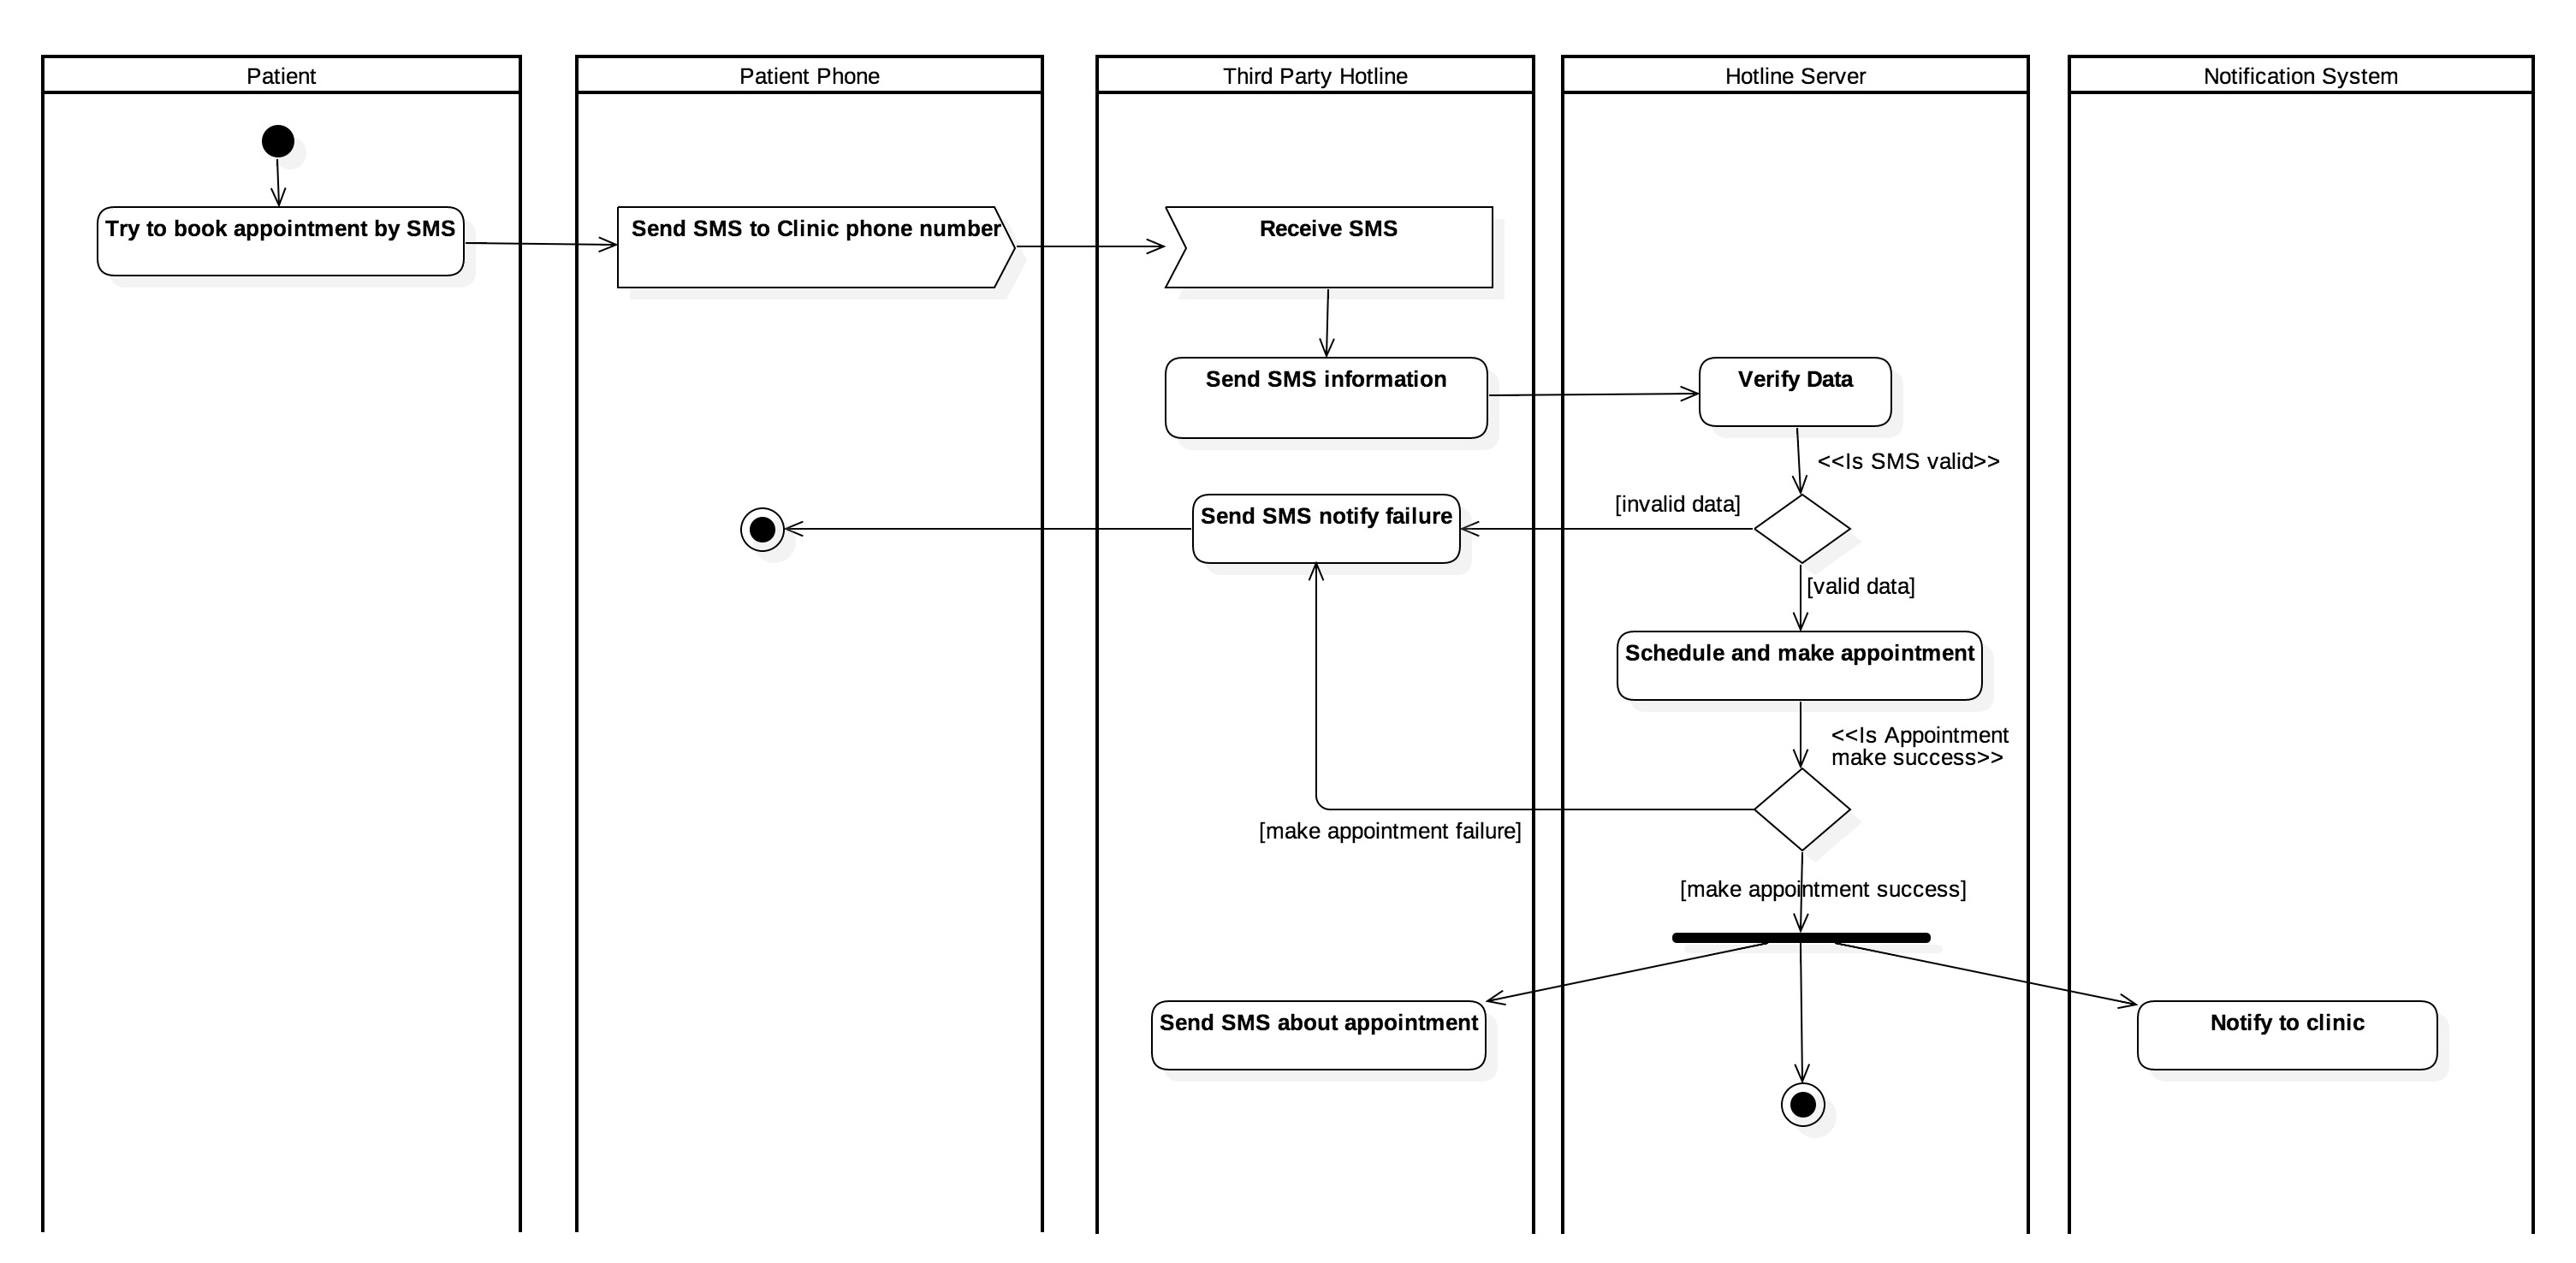 Patient
Patient Phone
Third Party Hotline
Hotline Server
Notification System
Try to book appointment by SMS
Send SMS to Clinic phone number
Receive SMS
Send SMS information
Verify Data
<<Is SMS valid>>
[invalid data]
Send SMS notify failure
[valid data]
Schedule and make appointment
<<Is Appointment
make success>>
[make appointment failure]
[make appointment success]
Send SMS about appointment
Notify to clinic